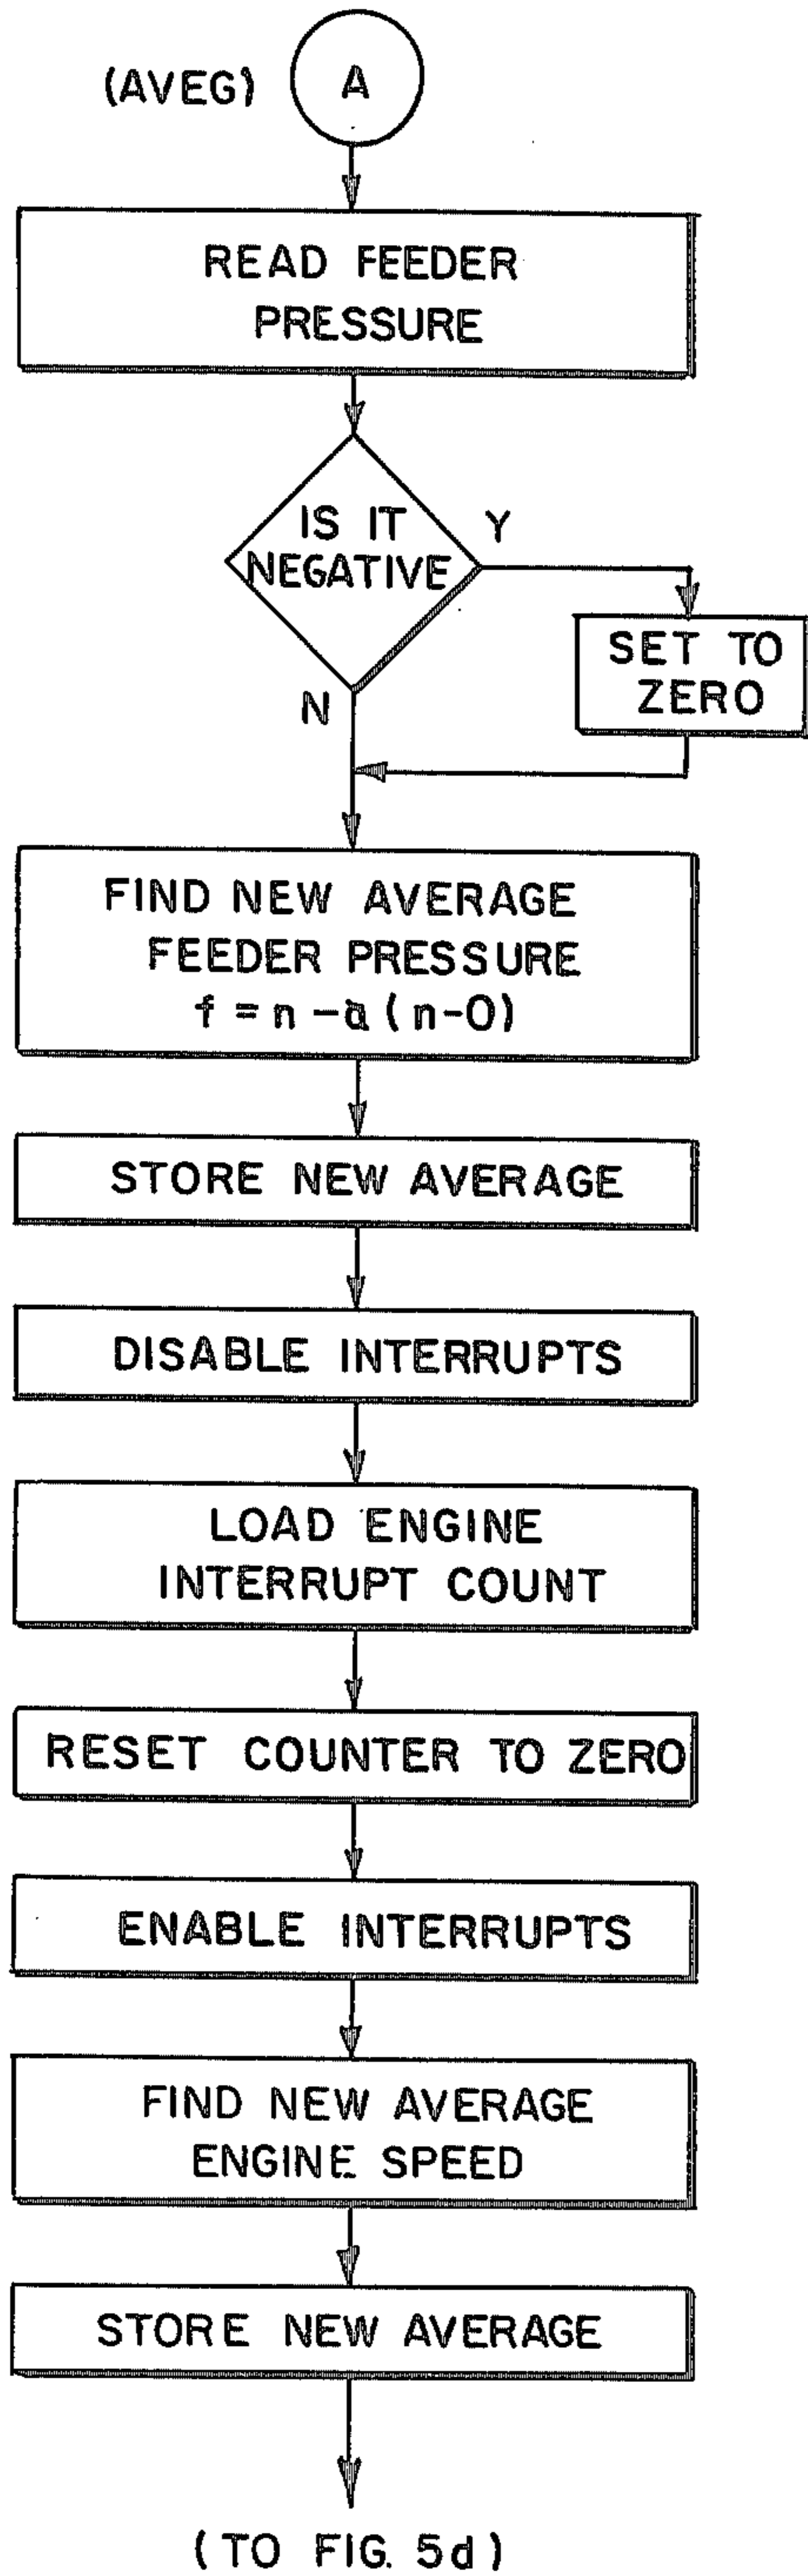 (AVEG) A
READ FEEDER
PRESSURE
IS IT
NEGATIVE
Y
SET TO
ZERO
N
FIND NEW AVERAGE
FEEDER PRESSURE
f = n - a (n-O)
STORE NEW AVERAGE
DISABLE INTERRUPTS
LOAD ENGINE
INTERRUPT COUNT
RESET COUNTER TO ZERO
ENABLE INTERRUPTS
FIND NEW AVERAGE
ENGINE SPEED
STORE NEW AVERAGE
(TO FIG. 5d)